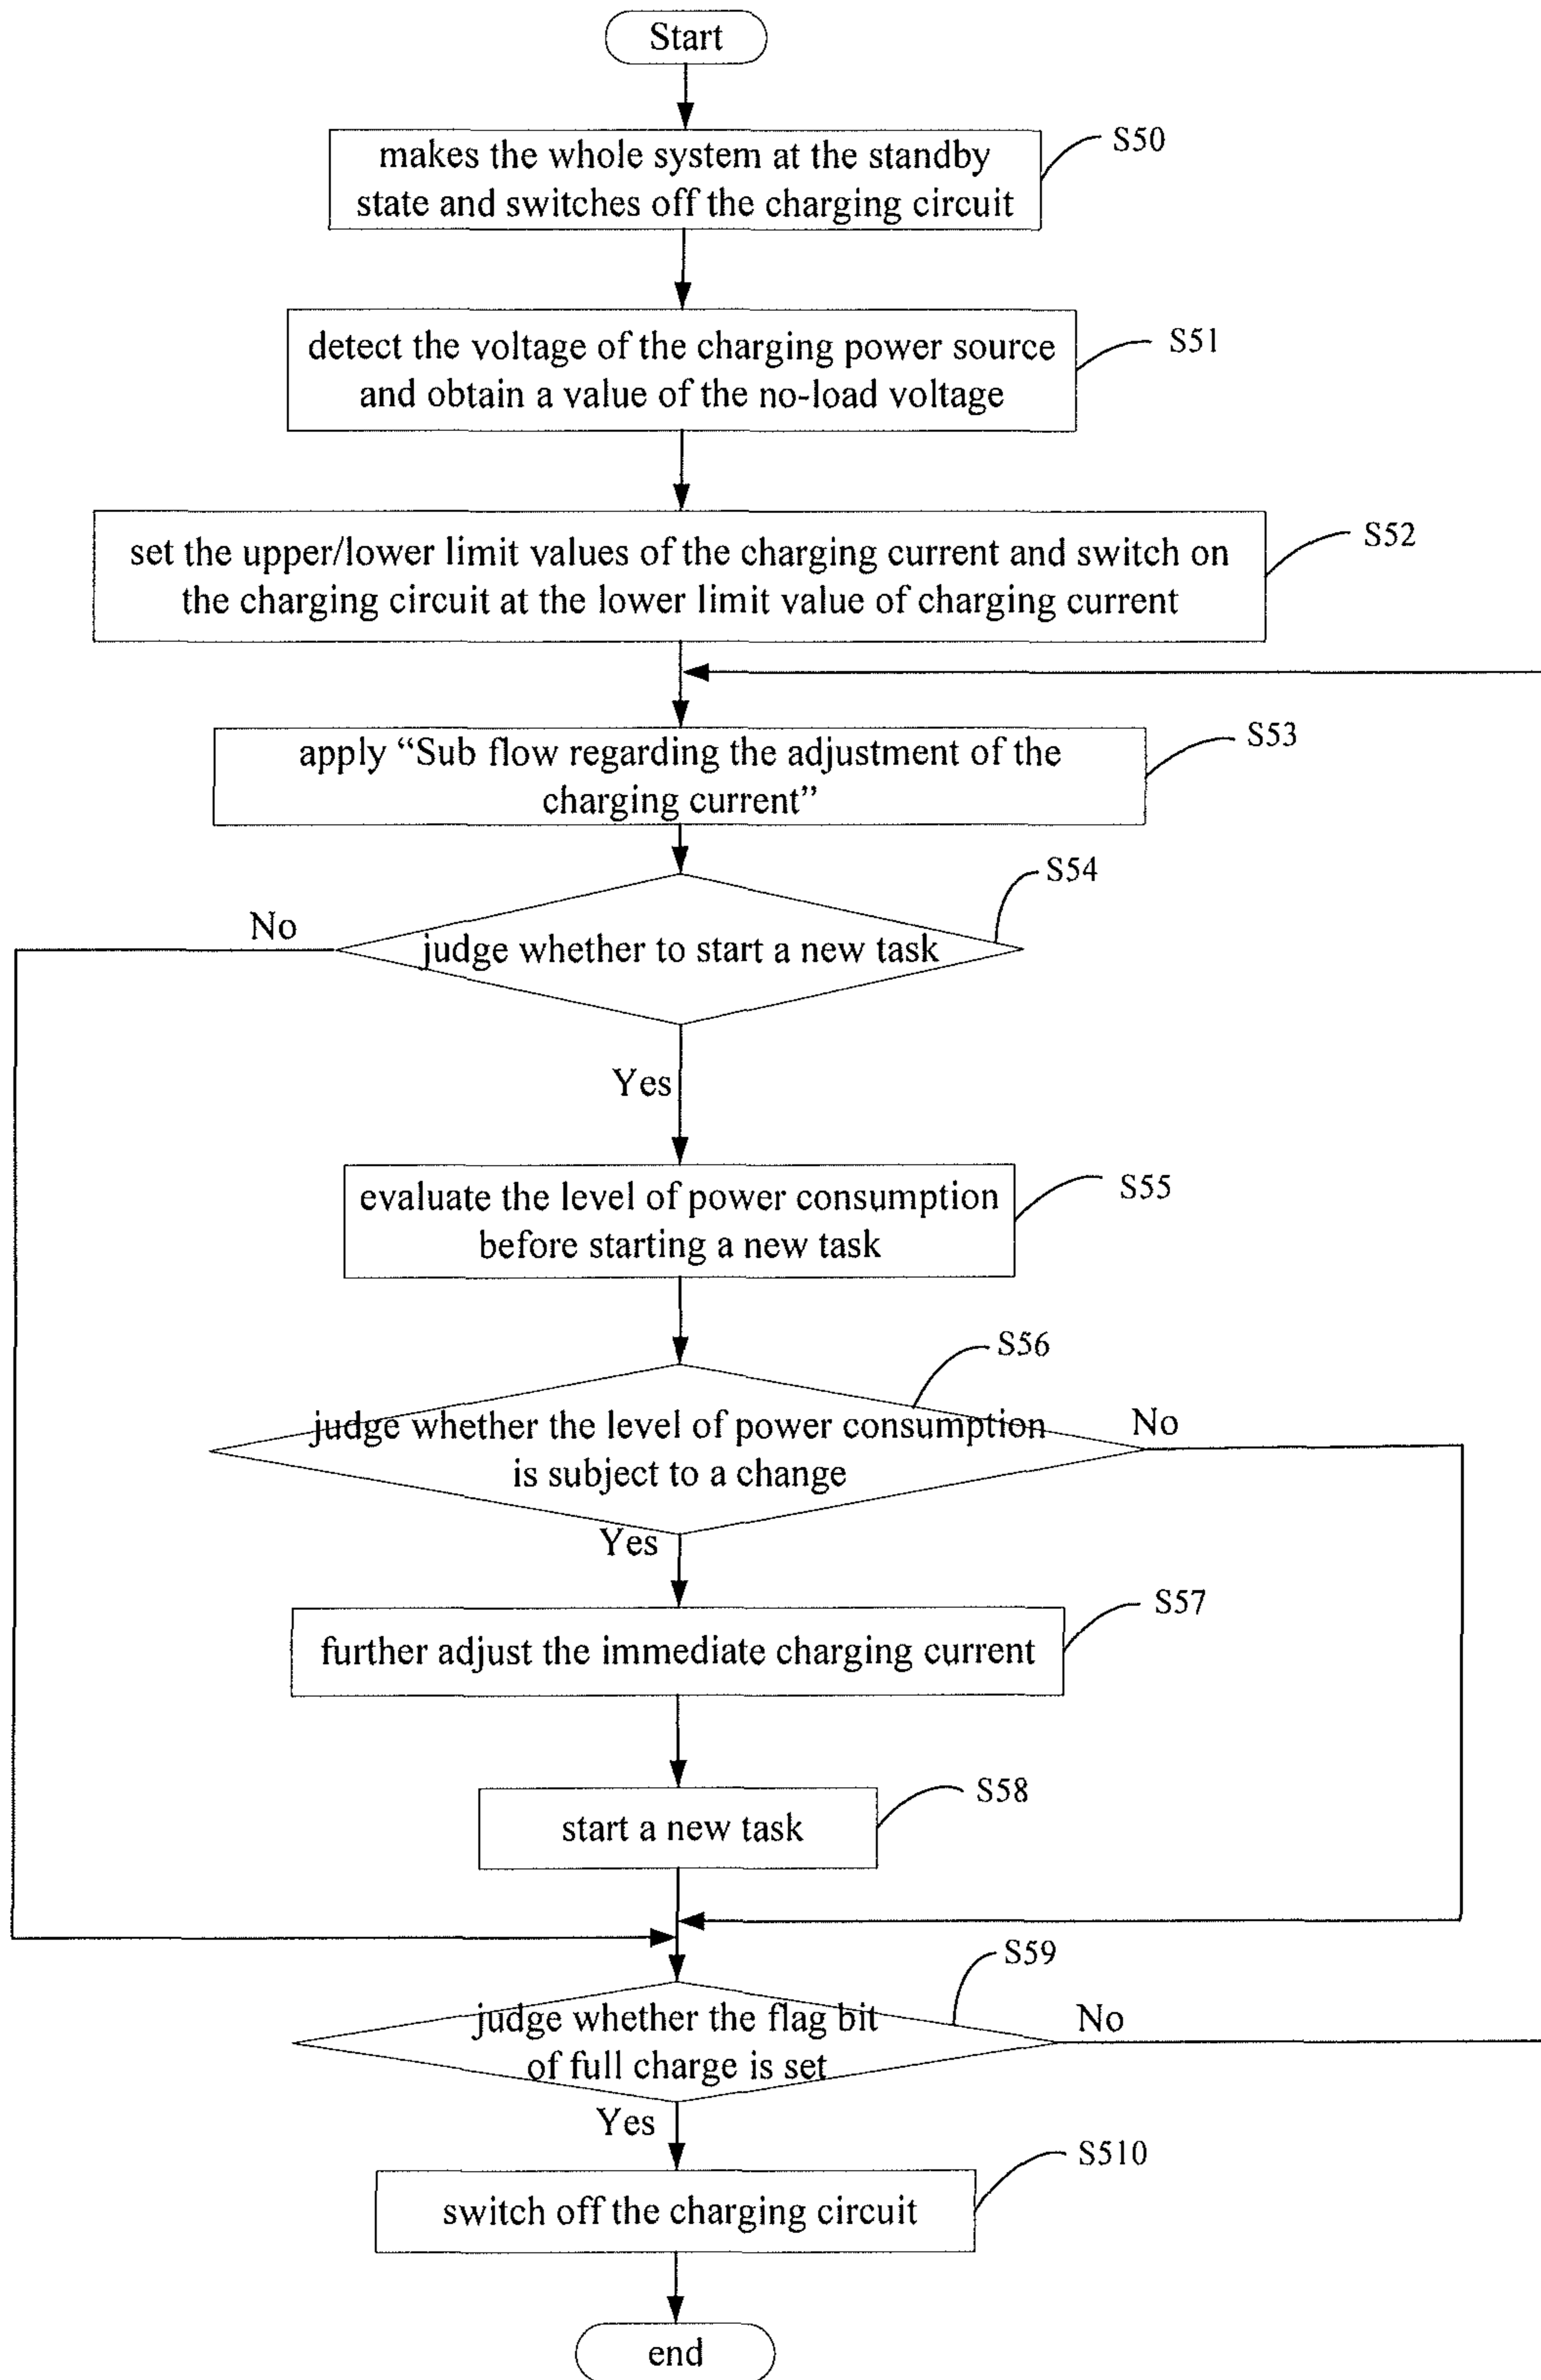 Start
makes the whole system at the standby
state and switches off the charging circuit
S50
detect the voltage of the charging power source
and obtain a value of the no-load voltage
S51
set the upper/lower limit values of the charging current and switch on
the charging circuit at the lower limit value of charging current
S52
apply “Sub flow regarding the adjustment of the
charging current”
S53
S54
No
judge whether to start a new task
Yes
evaluate the level of power consumption
before starting a new task
S55
S56
judge whether the level of power consumption
is subject to a change
No
Yes
further adjust the immediate charging current
S57
start a new task
S58
S59
judge whether the flag bit
of full charge is set
No
Yes
switch off the charging circuit
S510
end